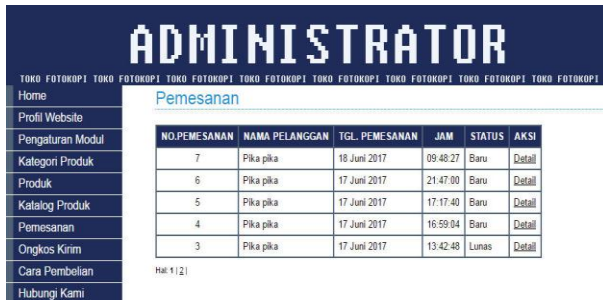 ADMINISTRATOR
TOKO FOTOKOPI TOKO FOTOKOPI TOKO FOTOKOPI TOKO FOTOKOPI TOKO FOTOKOPI TOKO FOTOKOPI TOKO FOTOKOPI TOKO FOTOKOPI
Home
Profil Website
Pengaturan Modul
Kategori Produk
Produk
Katalog Produk
Pemesanan
Ongkos Kirim
Cara Pembelian
Hubungi Kami
Pemesanan
NO.PEMESANAN NAMA PELANGGAN TGL. PEMESANAN JAM STATUS AKSI
7 Pika pika 18 Juni 2017 09:48:27 Baru Detail
6 Pika pika 17 Juni 2017 21:47:00 Baru Detail
5 Pika pika 17 Juni 2017 17:17:40 Baru Detail
4 Pika pika 17 Juni 2017 16:59:04 Baru Detail
3 Pika pika 17 Juni 2017 13:42:48 Lunas Detail
Hal: 1 | 2 |